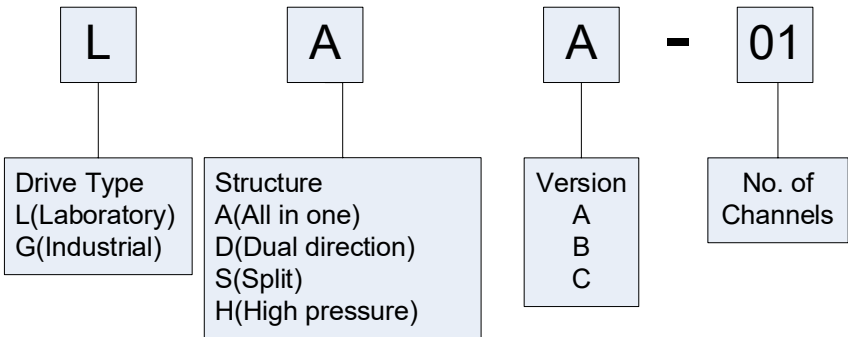 L A A - 01
Drive Type
L(Laboratory)
G(Industrial)
Structure
A(All in one)
D(Dual direction)
S(Split)
H(High pressure)
Version
A
B
C
No. of
Channels